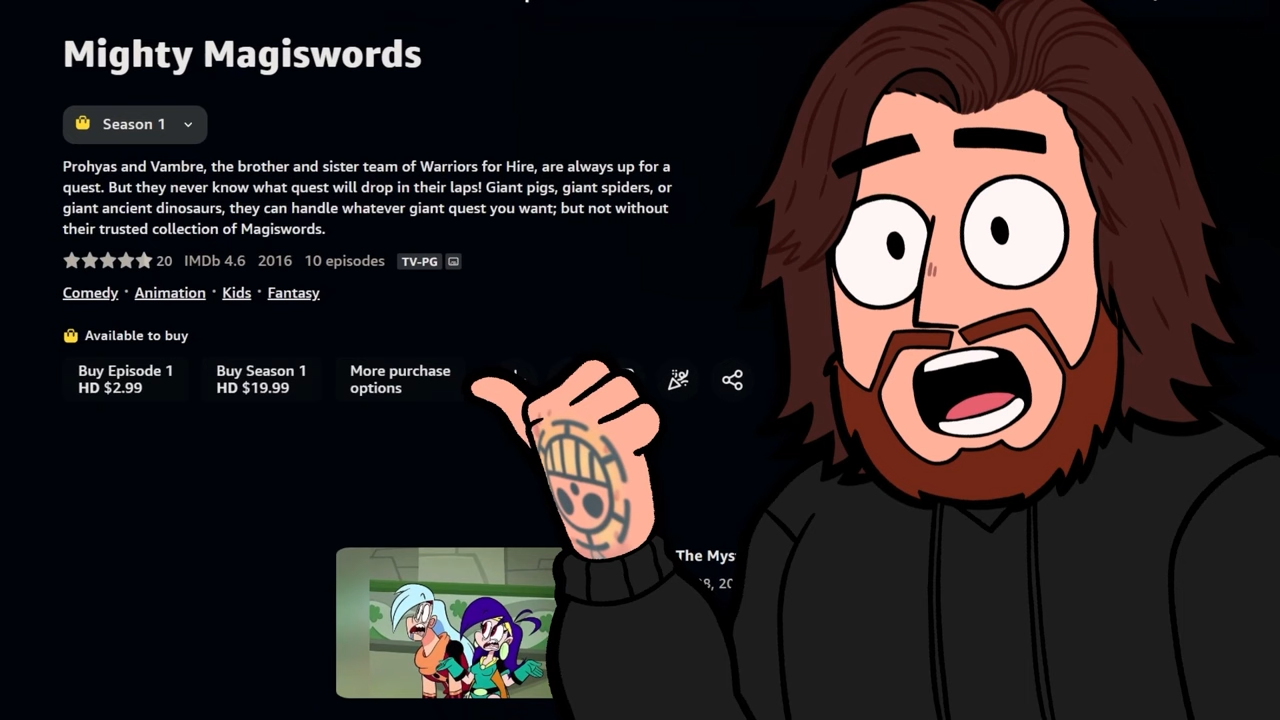 Mighty Magiswords
Season 1
Prohyas and Vambre, the brother and sister team of Warriors for Hire, are always up for a
quest. But they never know what quest will drop in their laps! Giant pigs, giant spiders, or
giant ancient dinosaurs, they can handle whatever giant quest you want; but not without
their trusted collection of Magiswords.
20 IMDb 4.6 2016 10 episodes TV-PG
Comedy · Animation · Kids · Fantasy
Available to buy
Buy Episode 1
HD $2.99
Buy Season 1
HD $19.99
More purchase
options
The